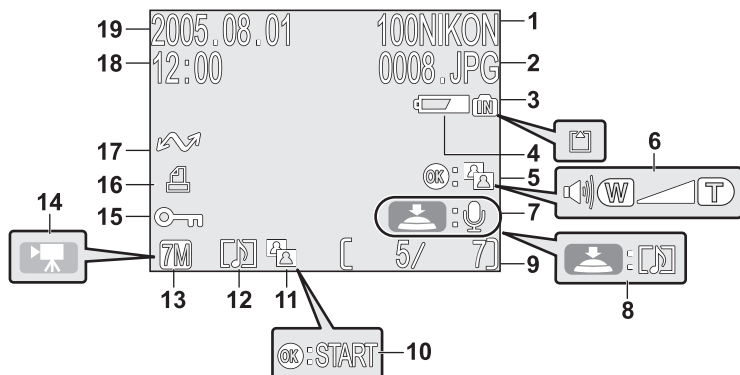 19 2005.08.01 100NIKON 1
18 12:00 0008.JPG 2
IN 3
4
17
6
16 OK : 5
W T
14
15 : 7
7M [ 5/ 7] 9
:
13 12 11
8
OK :START 10